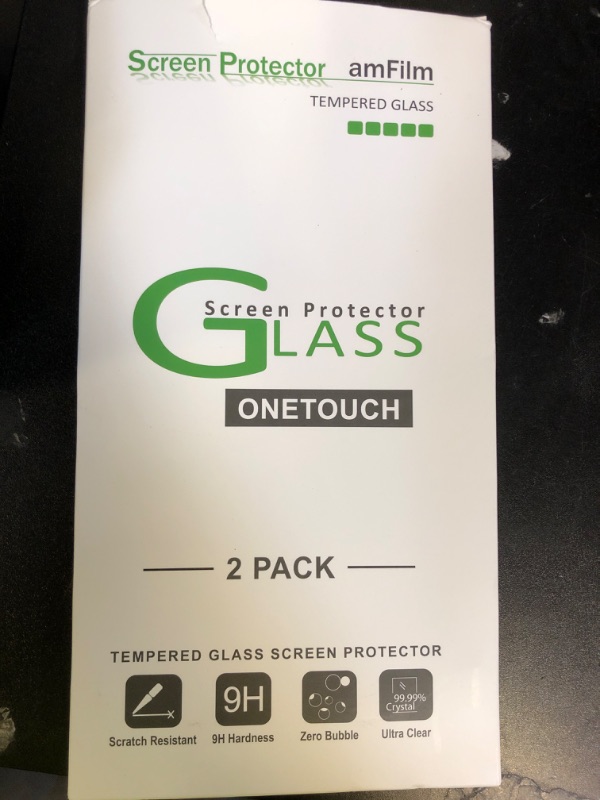 Screen Protector amFilm
TEMPERED GLASS
Screen Protector
GLASS
ONETOUCH
2 PACK
TEMPERED GLASS SCREEN PROTECTOR
9H
99.99%
Crystal
Scratch Resistant 9H Hardness Zero Bubble Ultra Clear